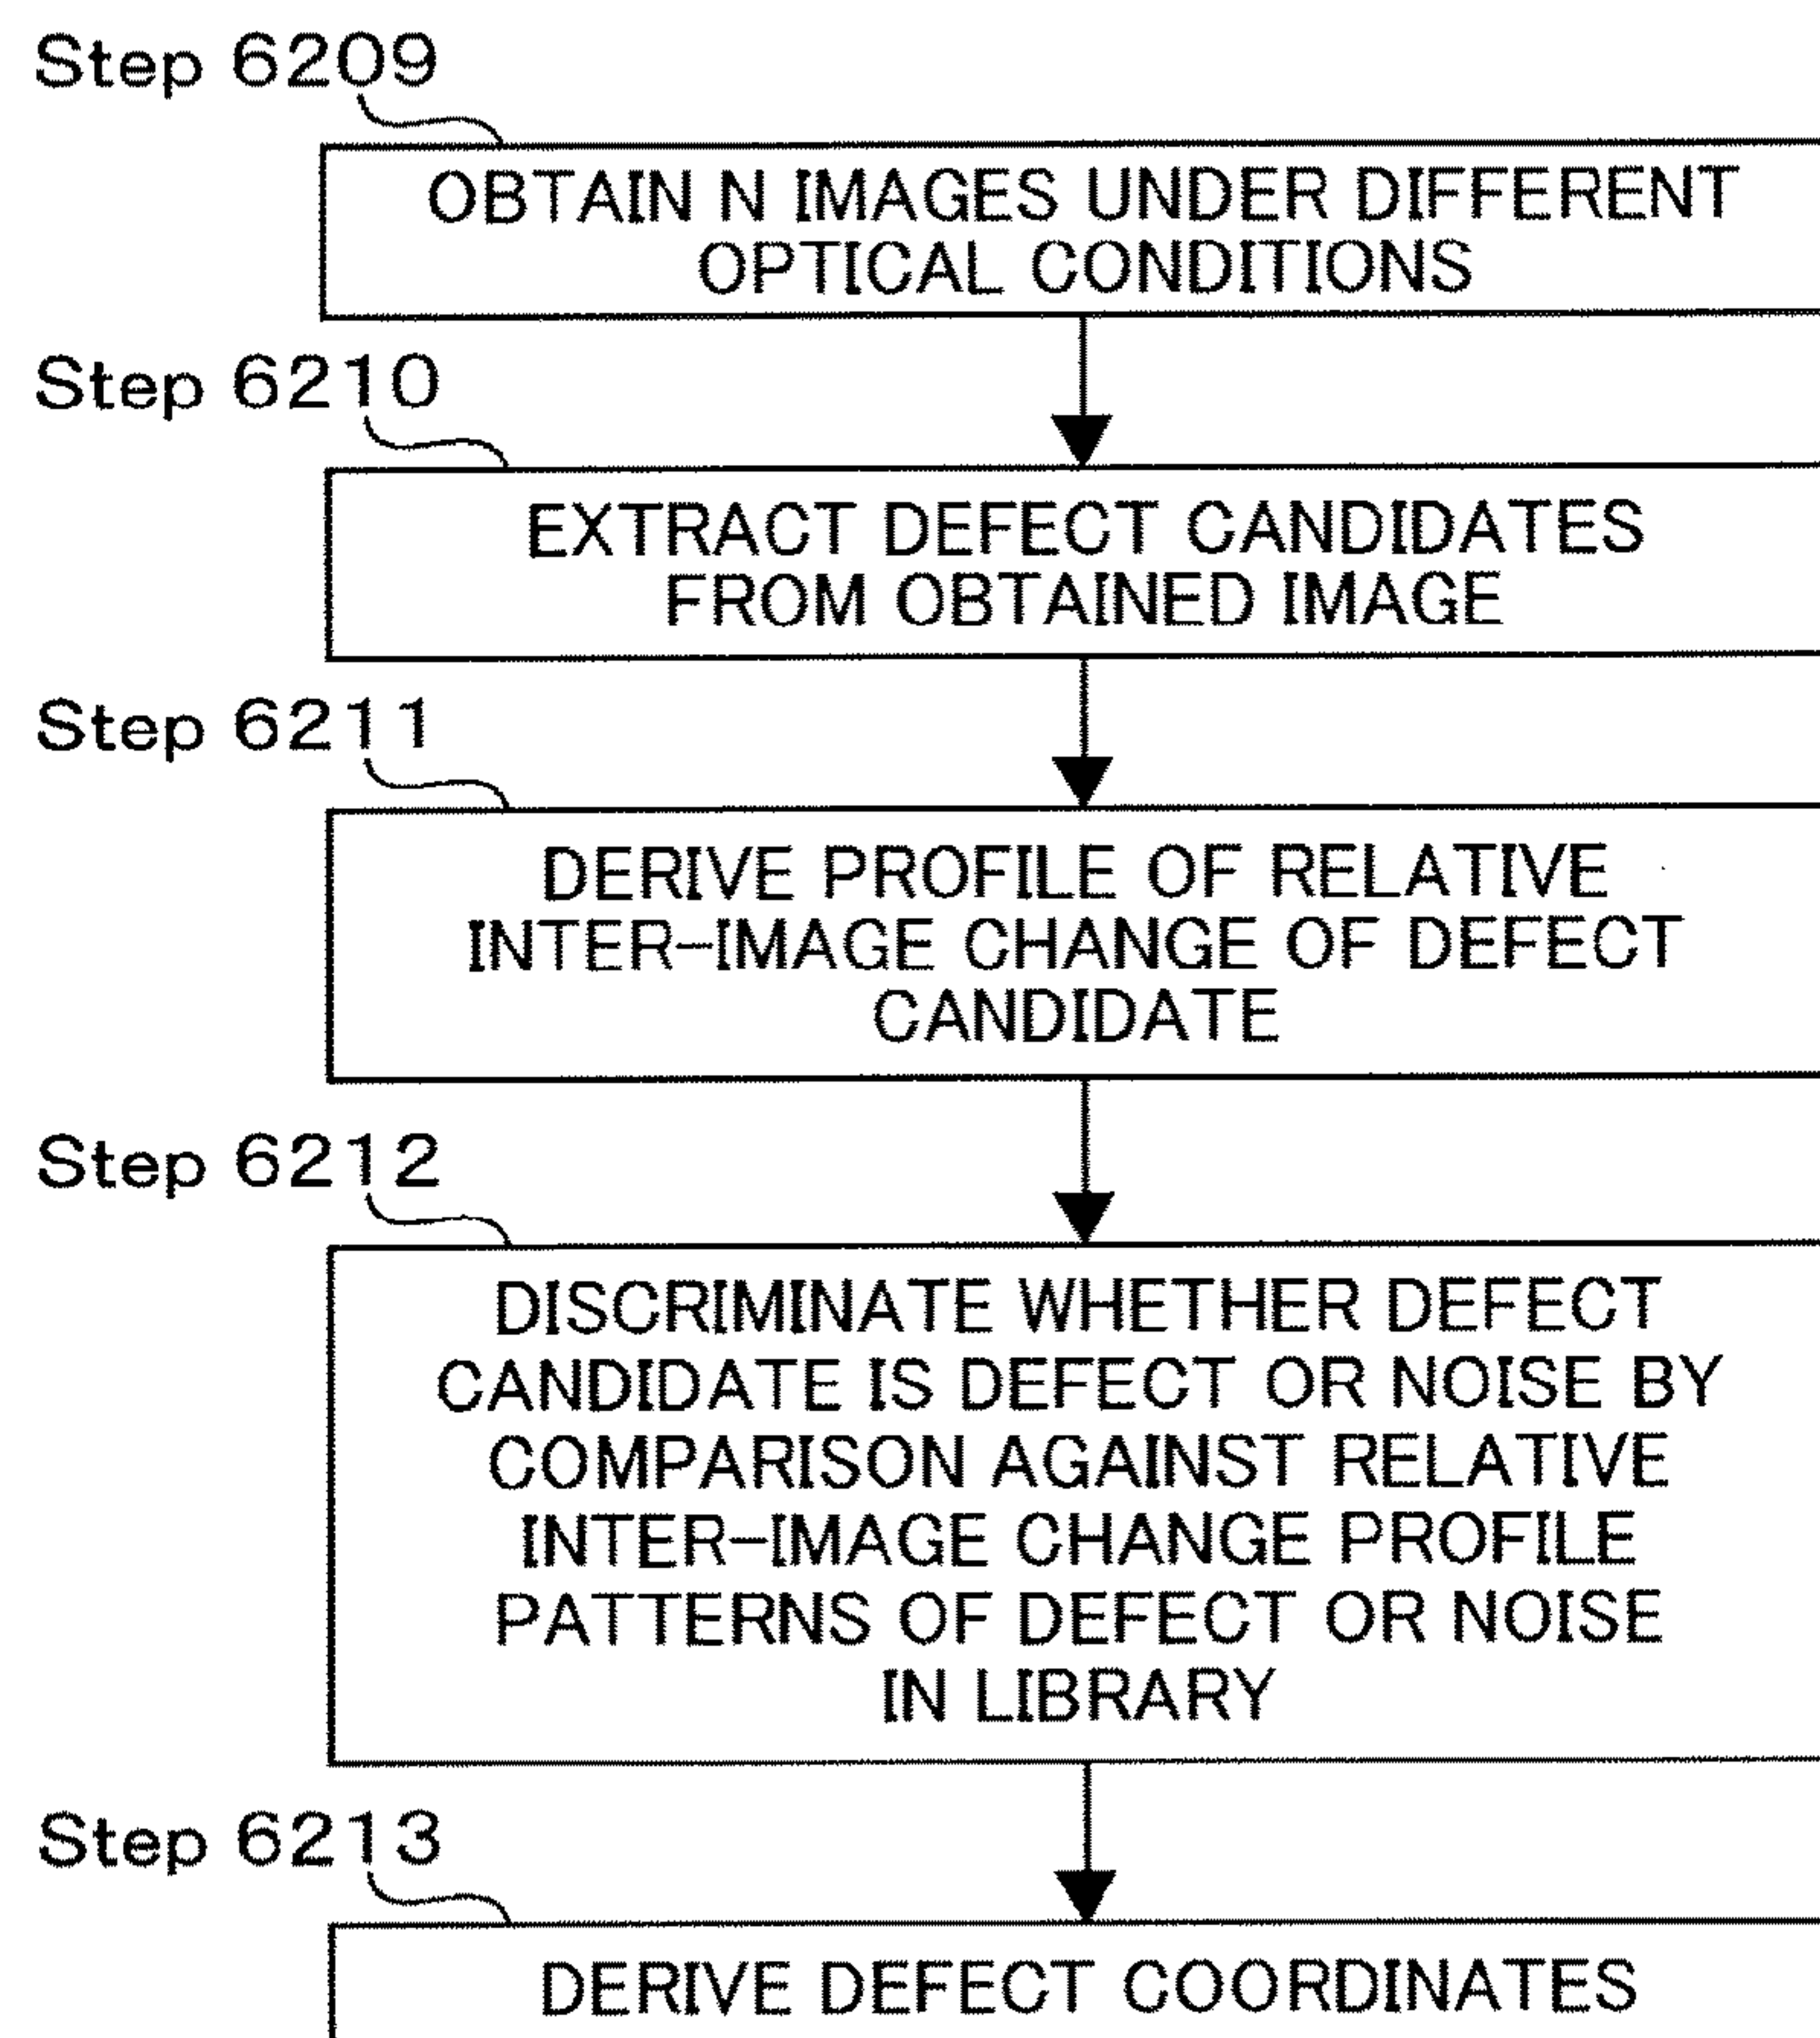 Step 6209
OBTAIN N IMAGES UNDER DIFFERENT
OPTICAL CONDITIONS
Step 6210
EXTRACT DEFECT CANDIDATES
FROM OBTAINED IMAGE
Step 6211
DERIVE PROFILE OF RELATIVE
INTER-IMAGE CHANGE OF DEFECT
CANDIDATE
Step 6212
DISCRIMINATE WHETHER DEFECT
CANDIDATE IS DEFECT OR NOISE BY
COMPARISON AGAINST RELATIVE
INTER-IMAGE CHANGE PROFILE
PATTERNS OF DEFECT OR NOISE
IN LIBRARY
Step 6213
DERIVE DEFECT COORDINATES